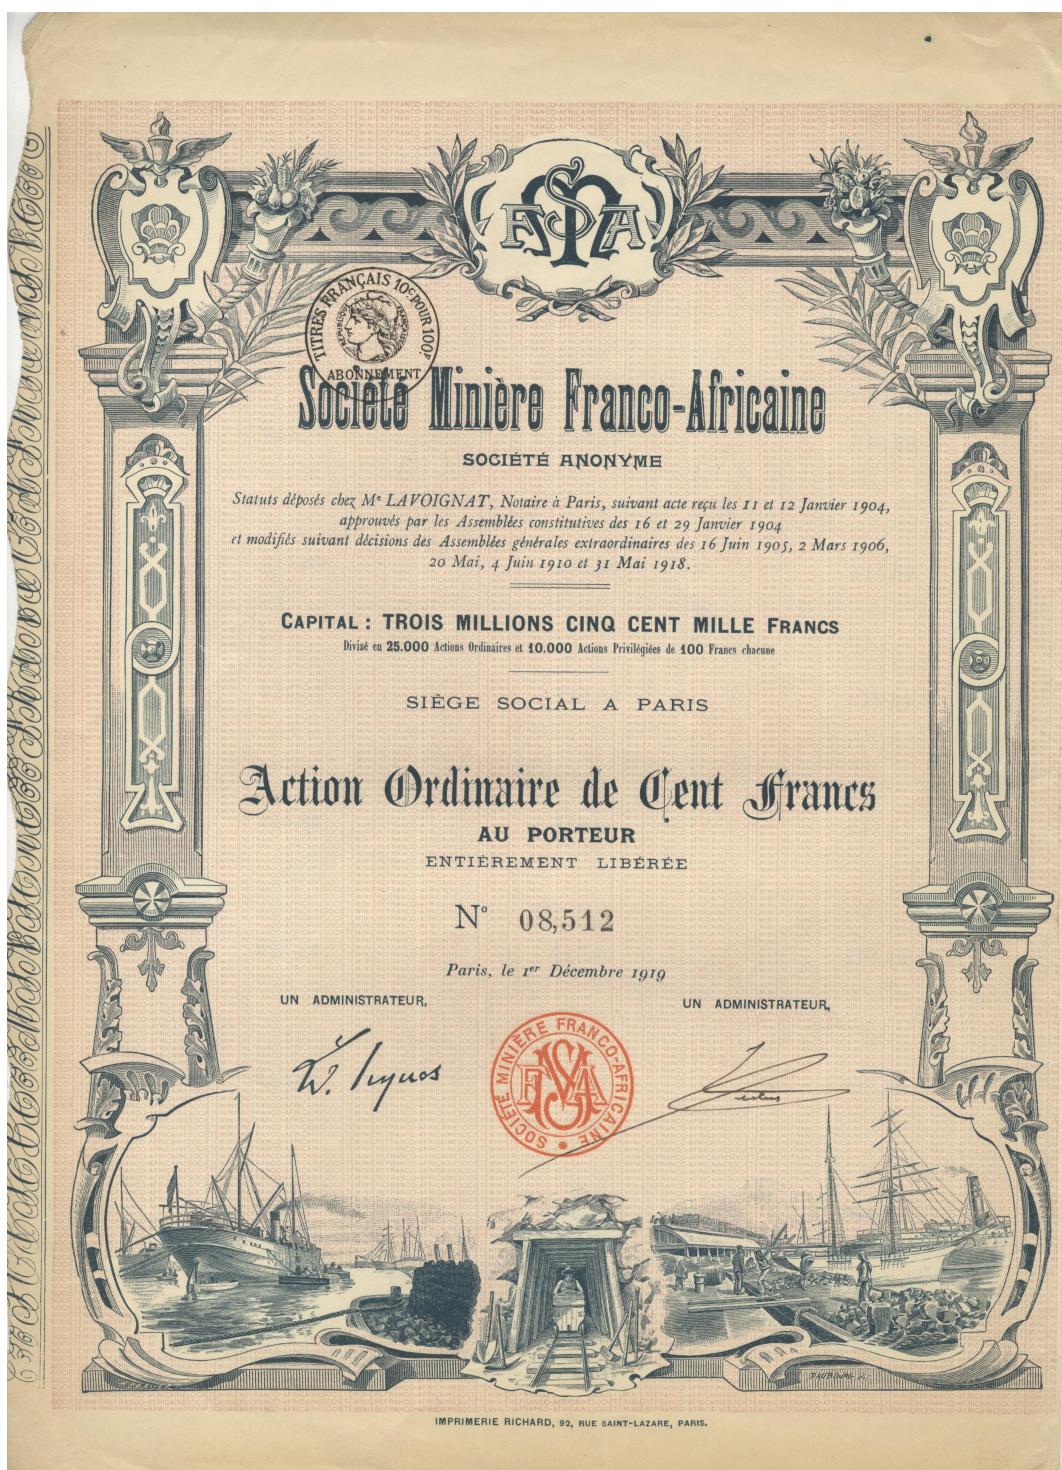 FMSA
TITRES FRANÇAIS 10c. POUR 100F.
RÉPUBLIQUE FRANÇAISE
ABONNEMENT
Société Minière Franco-Africaine
SOCIÉTÉ ANONYME
Statuts déposés chez Me LAVOIGNAT, Notaire à Paris, suivant acte reçu les 11 et 12 Janvier 1904,
approuvés par les Assemblées constitutives des 16 et 29 Janvier 1904
et modifiés suivant décisions des Assemblées générales extraordinaires des 16 Juin 1905, 2 Mars 1906,
20 Mai, 4 Juin 1910 et 31 Mai 1918.
CAPITAL : TROIS MILLIONS CINQ CENT MILLE FRANCS
Divisé en 25.000 Actions Ordinaires et 10.000 Actions Privilégiées de 100 Francs chacune
SIÈGE SOCIAL A PARIS
Action Ordinaire de Cent Francs
AU PORTEUR
ENTIÈREMENT LIBÉRÉE
No 08,512
Paris, le 1er Décembre 1919
UN ADMINISTRATEUR,
UN ADMINISTRATEUR,
SOCIÉTÉ MINIÈRE FRANCO-AFRICAINE
FMSA
IMPRIMERIE RICHARD, 92, RUE SAINT-LAZARE, PARIS.